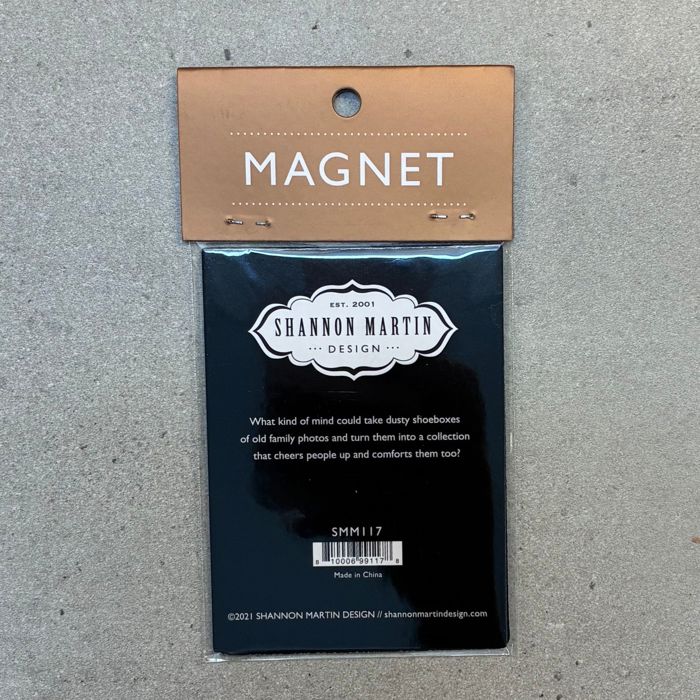 MAGNET
EST. 2001
SHANNON MARTIN
··· DESIGN ···
What kind of mind could take dusty shoeboxes
of old family photos and turn them into a collection
that cheers people up and comforts them too?
SMM117
8 10006 99117 8
Made in China
©2021 SHANNON MARTIN DESIGN // shannonmartindesign.com